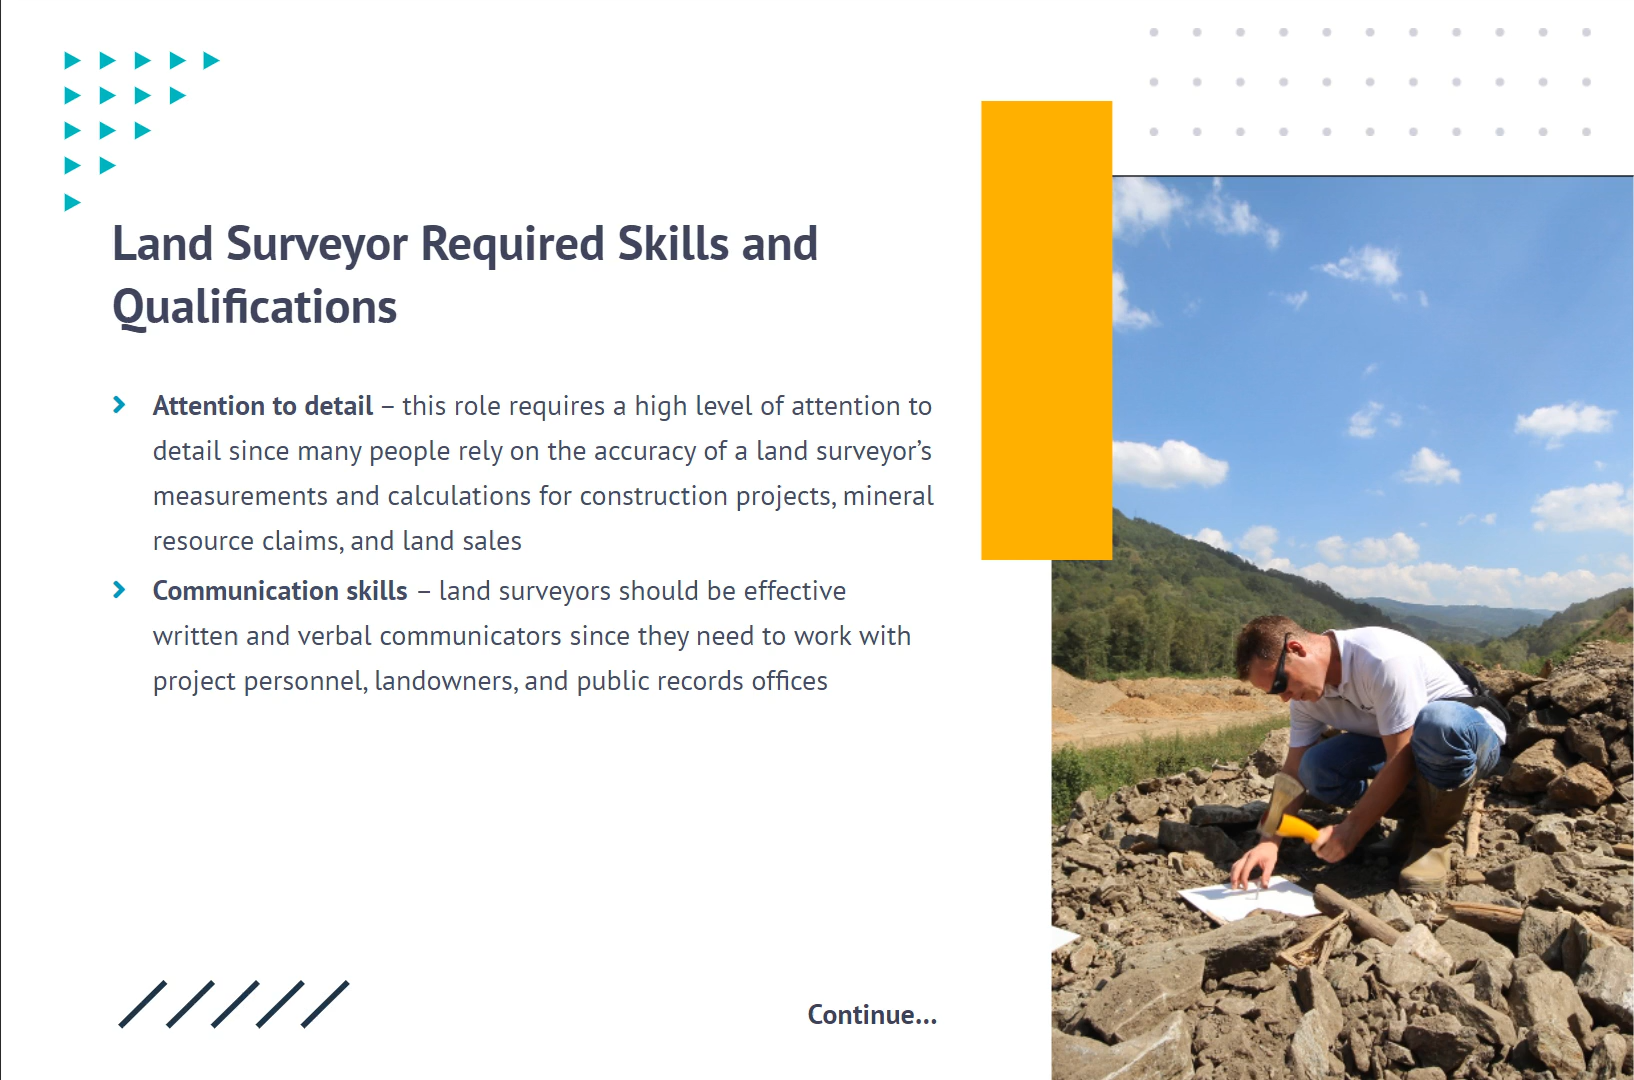 Land Surveyor Required Skills and
Qualifications
Attention to detail – this role requires a high level of attention to
detail since many people rely on the accuracy of a land surveyor’s
measurements and calculations for construction projects, mineral
resource claims, and land sales
Communication skills – land surveyors should be effective
written and verbal communicators since they need to work with
project personnel, landowners, and public records offices
Continue...